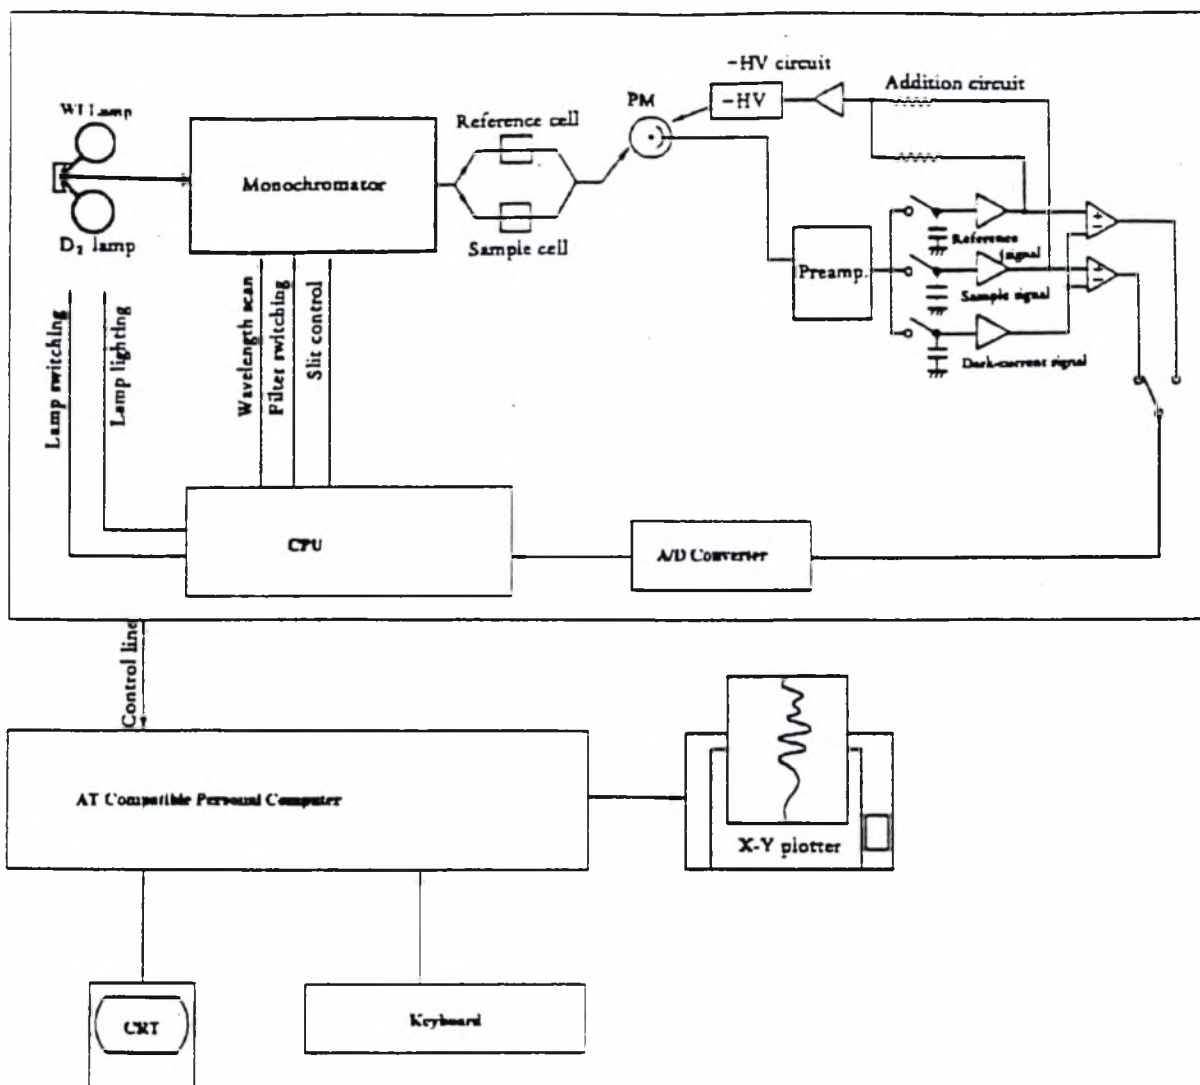 WI Lamp
D₂ lamp
Monochromator
Reference cell
Sample cell
PM
-HV circuit
-HV
Addition circuit
Preamp.
Reference
signal
Sample signal
Dark-current signal
Lamp switching
Lamp lighting
Wavelength scan
Filter switching
Slit control
CPU
A/D Converter
Control line
AT Compatible Personal Computer
X-Y plotter
CRT
Keyboard